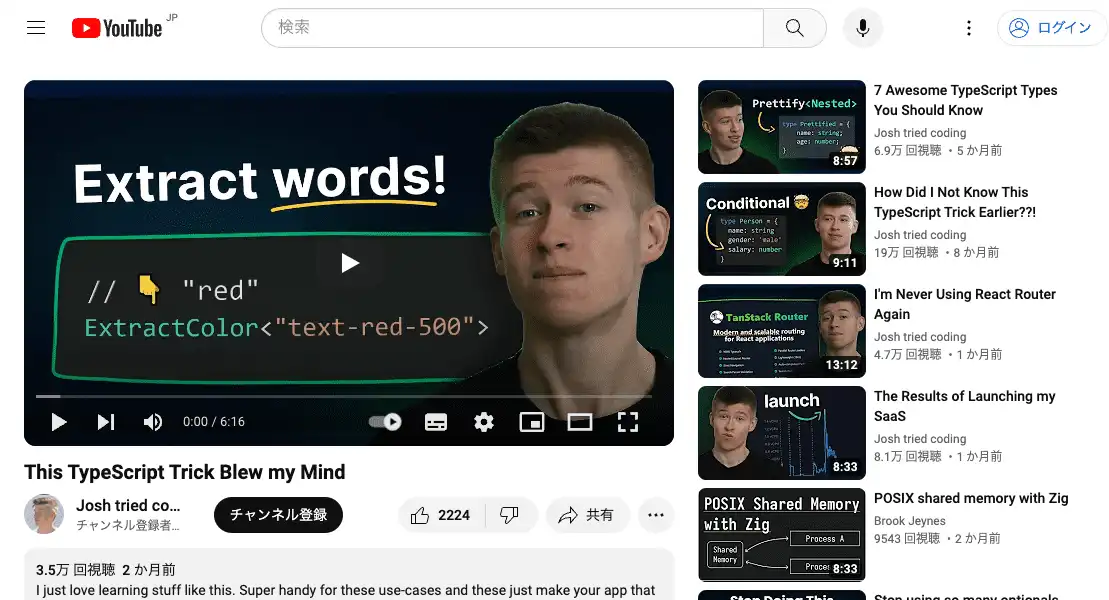 YouTube JP
検索
ログイン
Extract words!
// 👇 "red"
ExtractColor<"text-red-500">
0:00 / 6:16
This TypeScript Trick Blew my Mind
Josh tried co...
チャンネル登録者...
チャンネル登録
2224
共有
3.5万 回視聴 2 か月前
I just love learning stuff like this. Super handy for these use-cases and these just make your app that
Prettify<Nested>
type Prettified = {
name: string;
age: number;
}
8:57
7 Awesome TypeScript Types
You Should Know
Josh tried coding
6.9万 回視聴 ・5 か月前
Conditional 🤯
type Person = {
name: string
gender: 'male'
salary: number
}
9:11
How Did I Not Know This
TypeScript Trick Earlier??!
Josh tried coding
19万 回視聴 ・8 か月前
TanStack Router
Modern and scalable routing
for React applications
13:12
I'm Never Using React Router
Again
Josh tried coding
4.7万 回視聴 ・1 か月前
launch
8:33
The Results of Launching my
SaaS
Josh tried coding
8.1万 回視聴 ・1 か月前
POSIX Shared Memory
with Zig
Shared
Memory
Process A
8:33
POSIX shared memory with Zig
Brook Jeynes
9543 回視聴 ・2 か月前
Stop Doing This
Stop using so many optionals